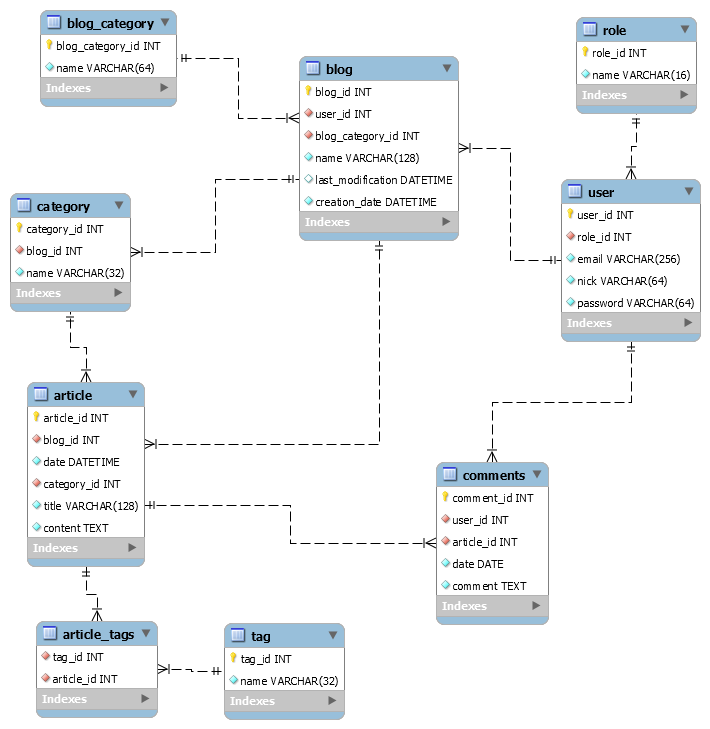 blog_category
blog_category_id INT
name VARCHAR(64)
Indexes
blog
blog_id INT
user_id INT
blog_category_id INT
name VARCHAR(128)
last_modification DATETIME
creation_date DATETIME
Indexes
role
role_id INT
name VARCHAR(16)
Indexes
category
category_id INT
blog_id INT
name VARCHAR(32)
Indexes
user
user_id INT
role_id INT
email VARCHAR(256)
nick VARCHAR(64)
password VARCHAR(64)
Indexes
article
article_id INT
blog_id INT
date DATETIME
category_id INT
title VARCHAR(128)
content TEXT
Indexes
comments
comment_id INT
user_id INT
article_id INT
date DATE
comment TEXT
Indexes
article_tags
tag_id INT
article_id INT
Indexes
tag
tag_id INT
name VARCHAR(32)
Indexes